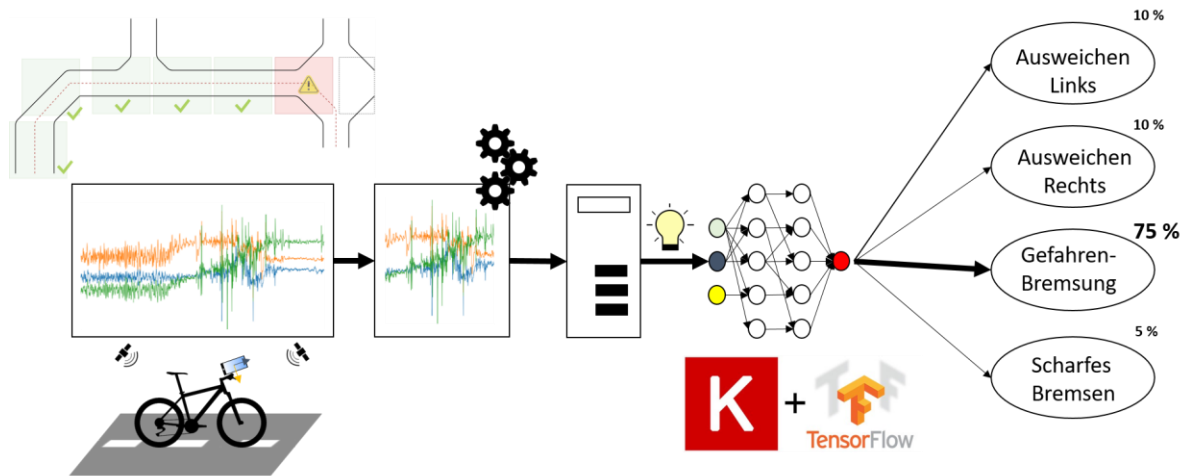 10 %
Ausweichen
Links
10 %
Ausweichen
Rechts
75 %
Gefahren-
Bremsung
5 %
Scharfes
Bremsen
!
K
+
TensorFlow